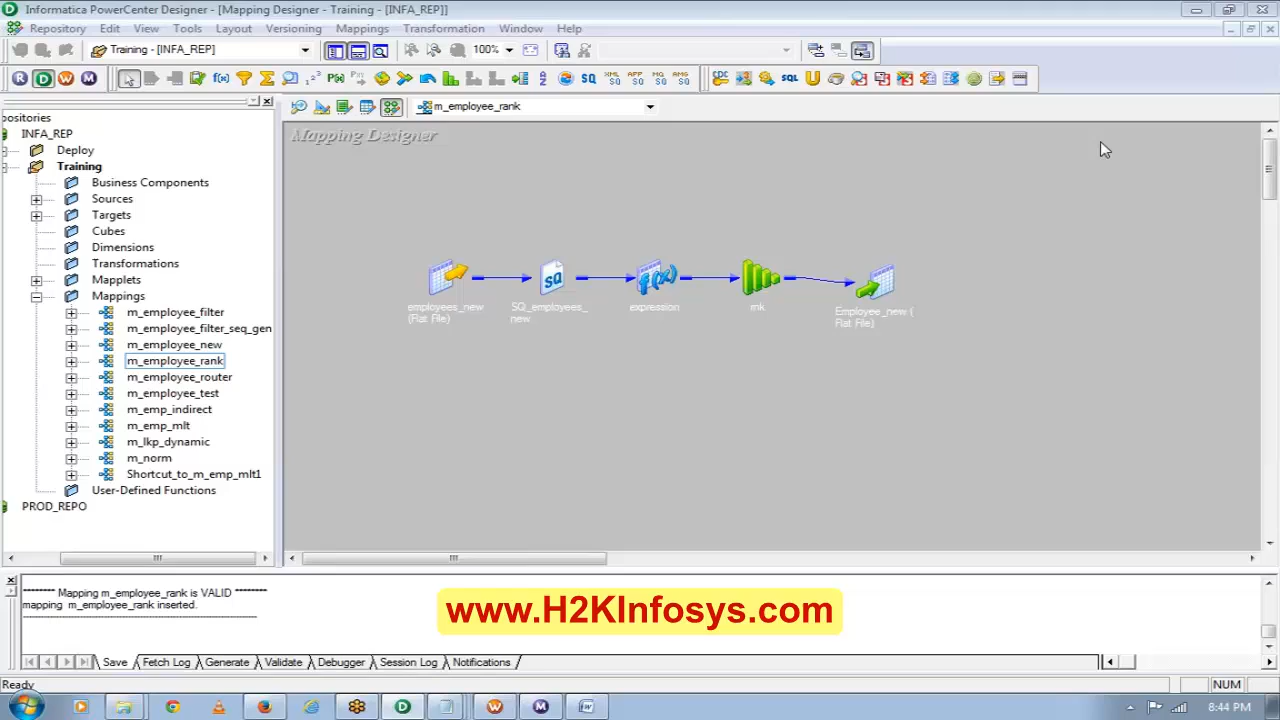 Informatica PowerCenter Designer - [Mapping Designer - Training - [INFA_REP]]
Repository Edit View Tools Layout Versioning Mappings Transformation Window Help
Training - [INFA_REP]
100%
R D W M
m_employee_rank
Mapping Designer
positories
INFA_REP
Deploy
Training
Business Components
Sources
Targets
Cubes
Dimensions
Transformations
Mapplets
Mappings
m_employee_filter
m_employee_filter_seq_gen
m_employee_new
m_employee_rank
m_employee_router
m_employee_test
m_emp_indirect
m_emp_mlt
m_lkp_dynamic
m_norm
Shortcut_to_m_emp_mlt1
User-Defined Functions
PROD_REPO
employees_new
(Flat File)
SQ_employees_
new
expression
rnk
Employee_new (
Flat File)
******** Mapping m_employee_rank is VALID ********
mapping m_employee_rank inserted.
www.H2KInfosys.com
Save Fetch Log Generate Validate Debugger Session Log Notifications
Ready
NUM
8:44 PM